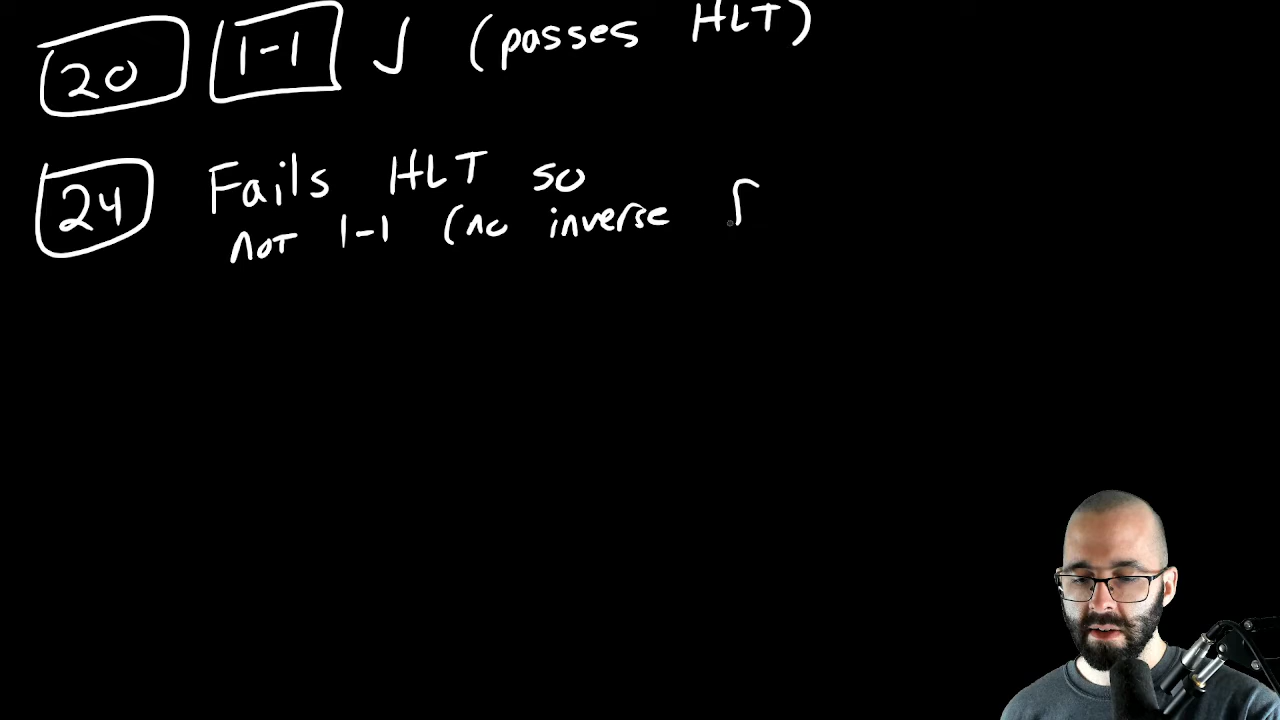 20 1-1 ✓ (passes HLT)
24 Fails HLT so
not 1-1 (no inverse